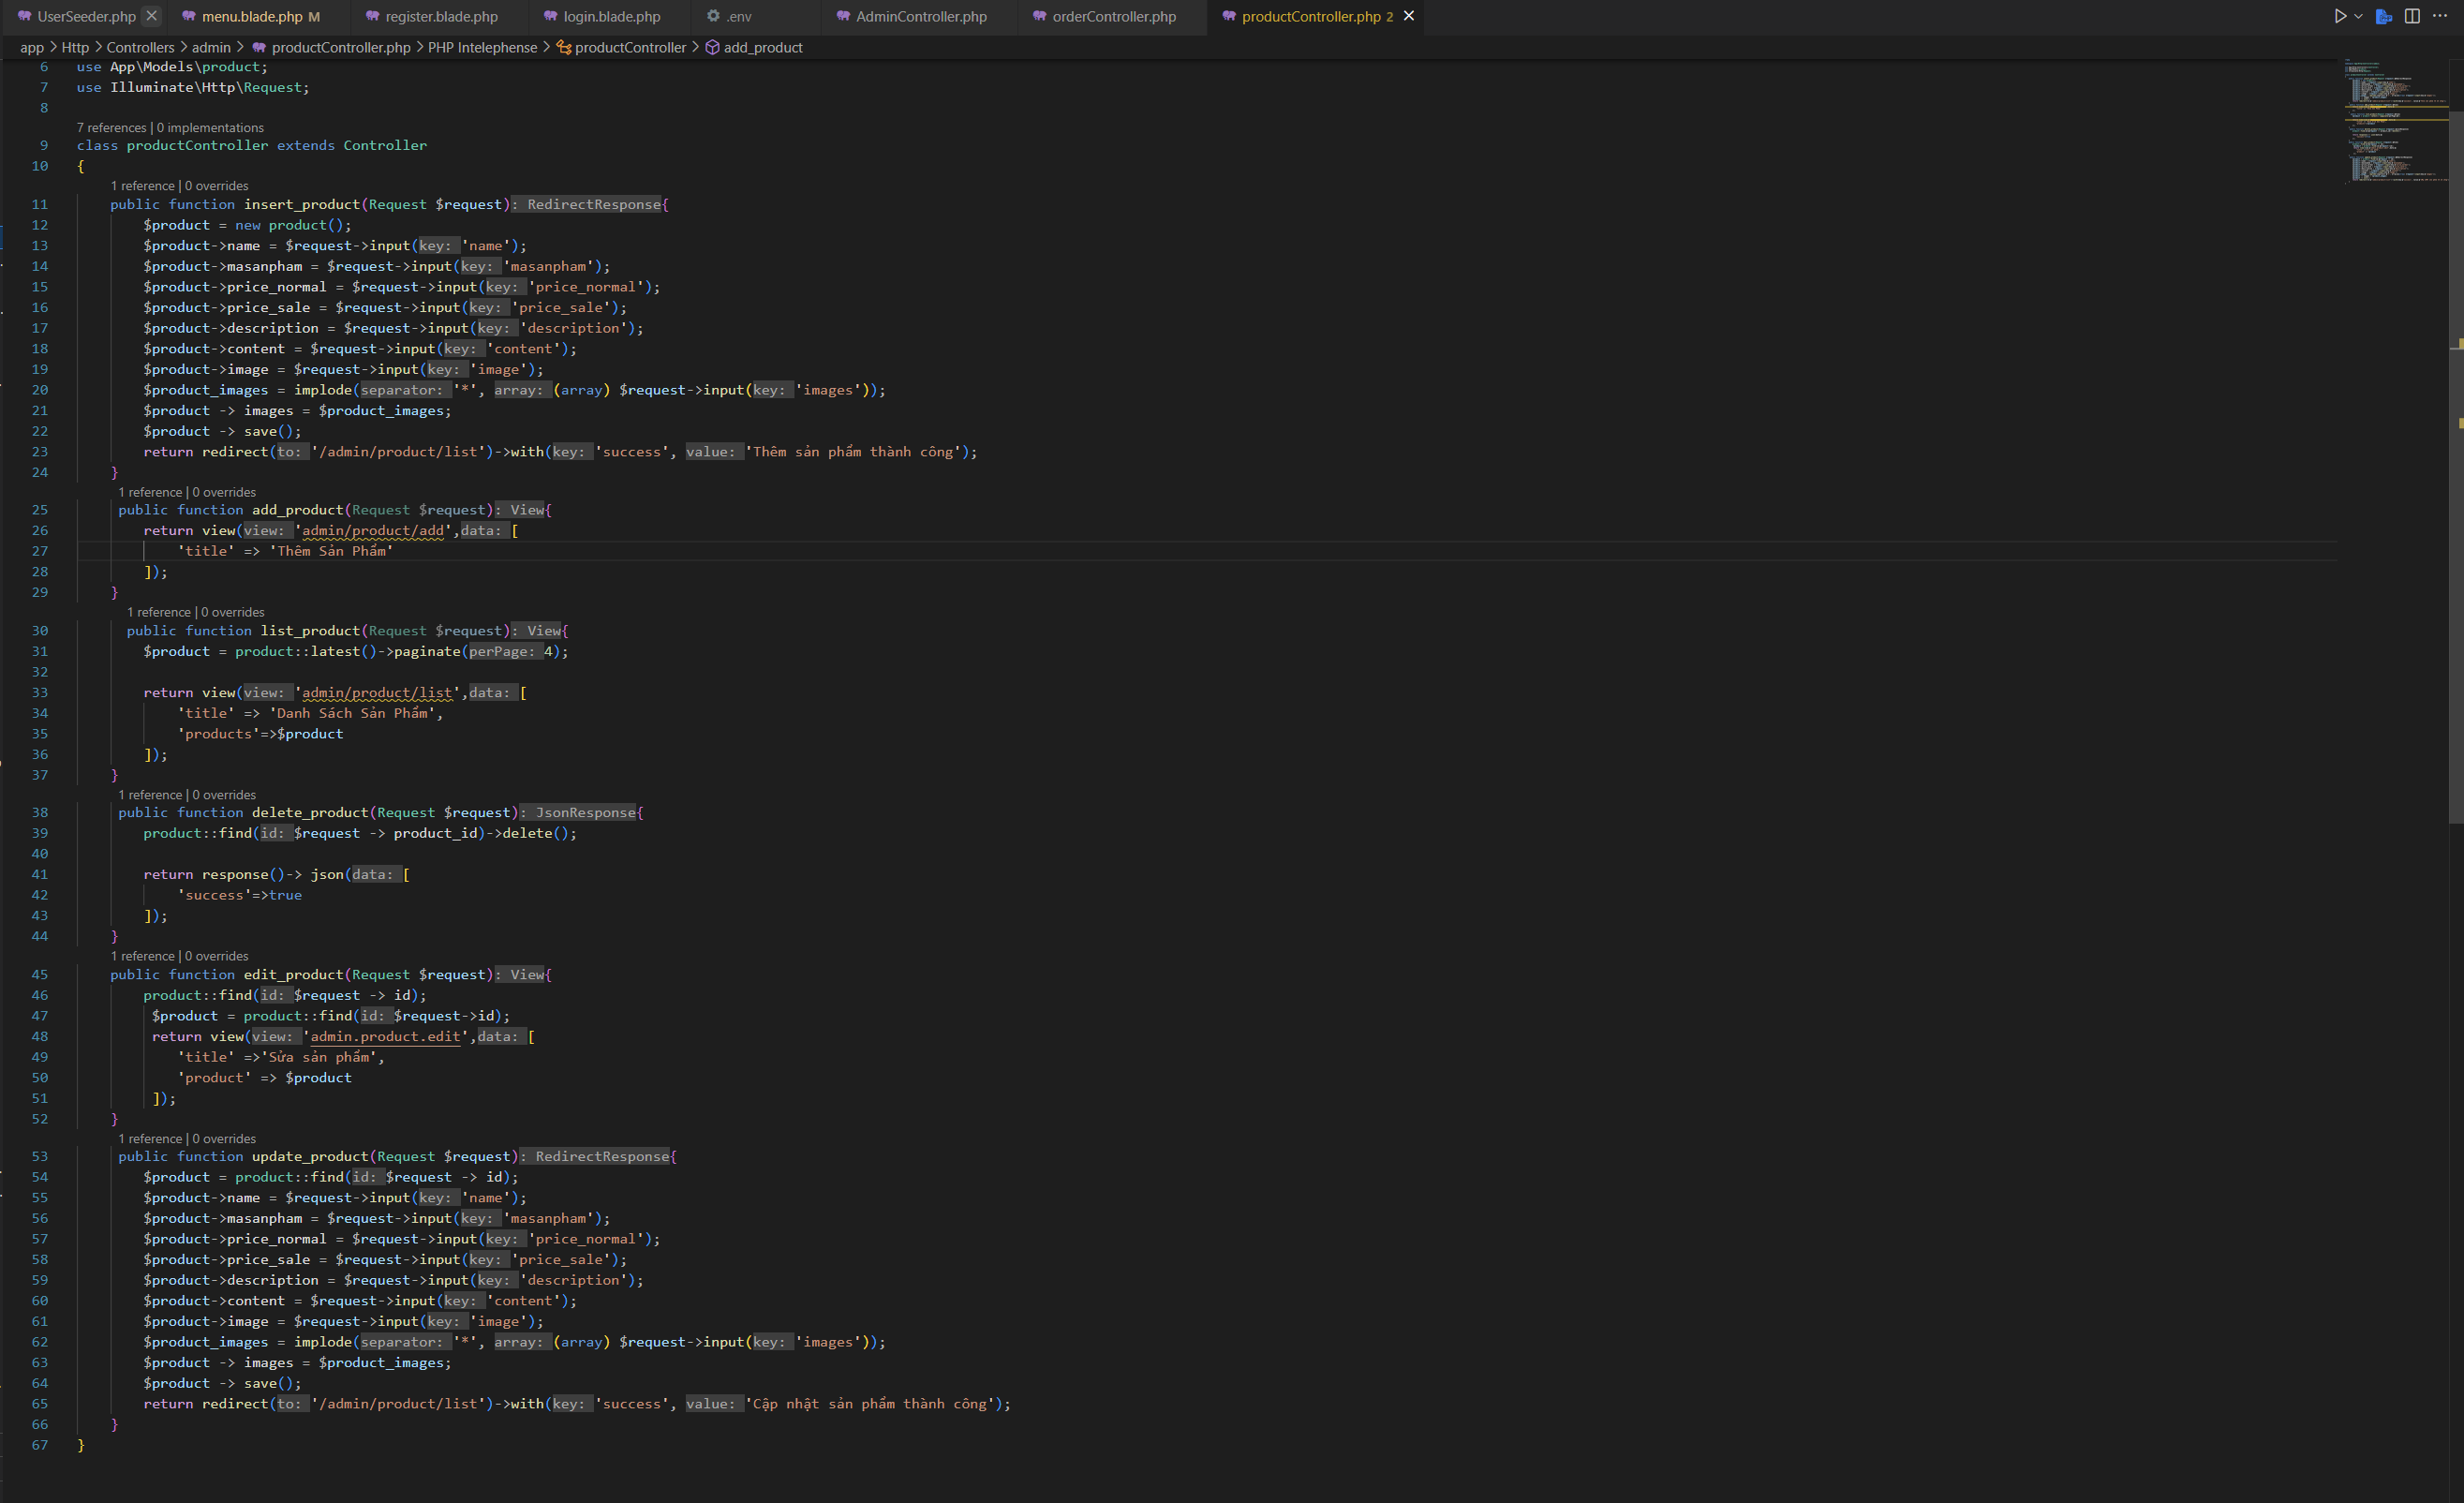 UserSeeder.php menu.blade.php M register.blade.php login.blade.php .env AdminController.php orderController.php productController.php 2
app > Http > Controllers > admin > productController.php > PHP Intelephense > productController > add_product
6 use App\Models\product;
7 use Illuminate\Http\Request;
8
7 references | 0 implementations
9 class productController extends Controller
10 {
1 reference | 0 overrides
11 public function insert_product(Request $request): RedirectResponse{
12 $product = new product();
13 $product->name = $request->input(key: 'name');
14 $product->masanpham = $request->input(key: 'masanpham');
15 $product->price_normal = $request->input(key: 'price_normal');
16 $product->price_sale = $request->input(key: 'price_sale');
17 $product->description = $request->input(key: 'description');
18 $product->content = $request->input(key: 'content');
19 $product->image = $request->input(key: 'image');
20 $product_images = implode(separator: '*', array: (array) $request->input(key: 'images'));
21 $product -> images = $product_images;
22 $product -> save();
23 return redirect(to: '/admin/product/list')->with(key: 'success', value: 'Thêm sản phẩm thành công');
24 }
1 reference | 0 overrides
25 public function add_product(Request $request): View{
26 return view(view: 'admin/product/add',data: [
27 'title' => 'Thêm Sản Phẩm'
28 ]);
29 }
1 reference | 0 overrides
30 public function list_product(Request $request): View{
31 $product = product::latest()->paginate(perPage: 4);
32
33 return view(view: 'admin/product/list',data: [
34 'title' => 'Danh Sách Sản Phẩm',
35 'products'=>$product
36 ]);
37 }
1 reference | 0 overrides
38 public function delete_product(Request $request): JsonResponse{
39 product::find(id: $request -> product_id)->delete();
40
41 return response()-> json(data: [
42 'success'=>true
43 ]);
44 }
1 reference | 0 overrides
45 public function edit_product(Request $request): View{
46 product::find(id: $request -> id);
47 $product = product::find(id: $request->id);
48 return view(view: 'admin.product.edit',data: [
49 'title' =>'Sửa sản phẩm',
50 'product' => $product
51 ]);
52 }
1 reference | 0 overrides
53 public function update_product(Request $request): RedirectResponse{
54 $product = product::find(id: $request -> id);
55 $product->name = $request->input(key: 'name');
56 $product->masanpham = $request->input(key: 'masanpham');
57 $product->price_normal = $request->input(key: 'price_normal');
58 $product->price_sale = $request->input(key: 'price_sale');
59 $product->description = $request->input(key: 'description');
60 $product->content = $request->input(key: 'content');
61 $product->image = $request->input(key: 'image');
62 $product_images = implode(separator: '*', array: (array) $request->input(key: 'images'));
63 $product -> images = $product_images;
64 $product -> save();
65 return redirect(to: '/admin/product/list')->with(key: 'success', value: 'Cập nhật sản phẩm thành công');
66 }
67 }